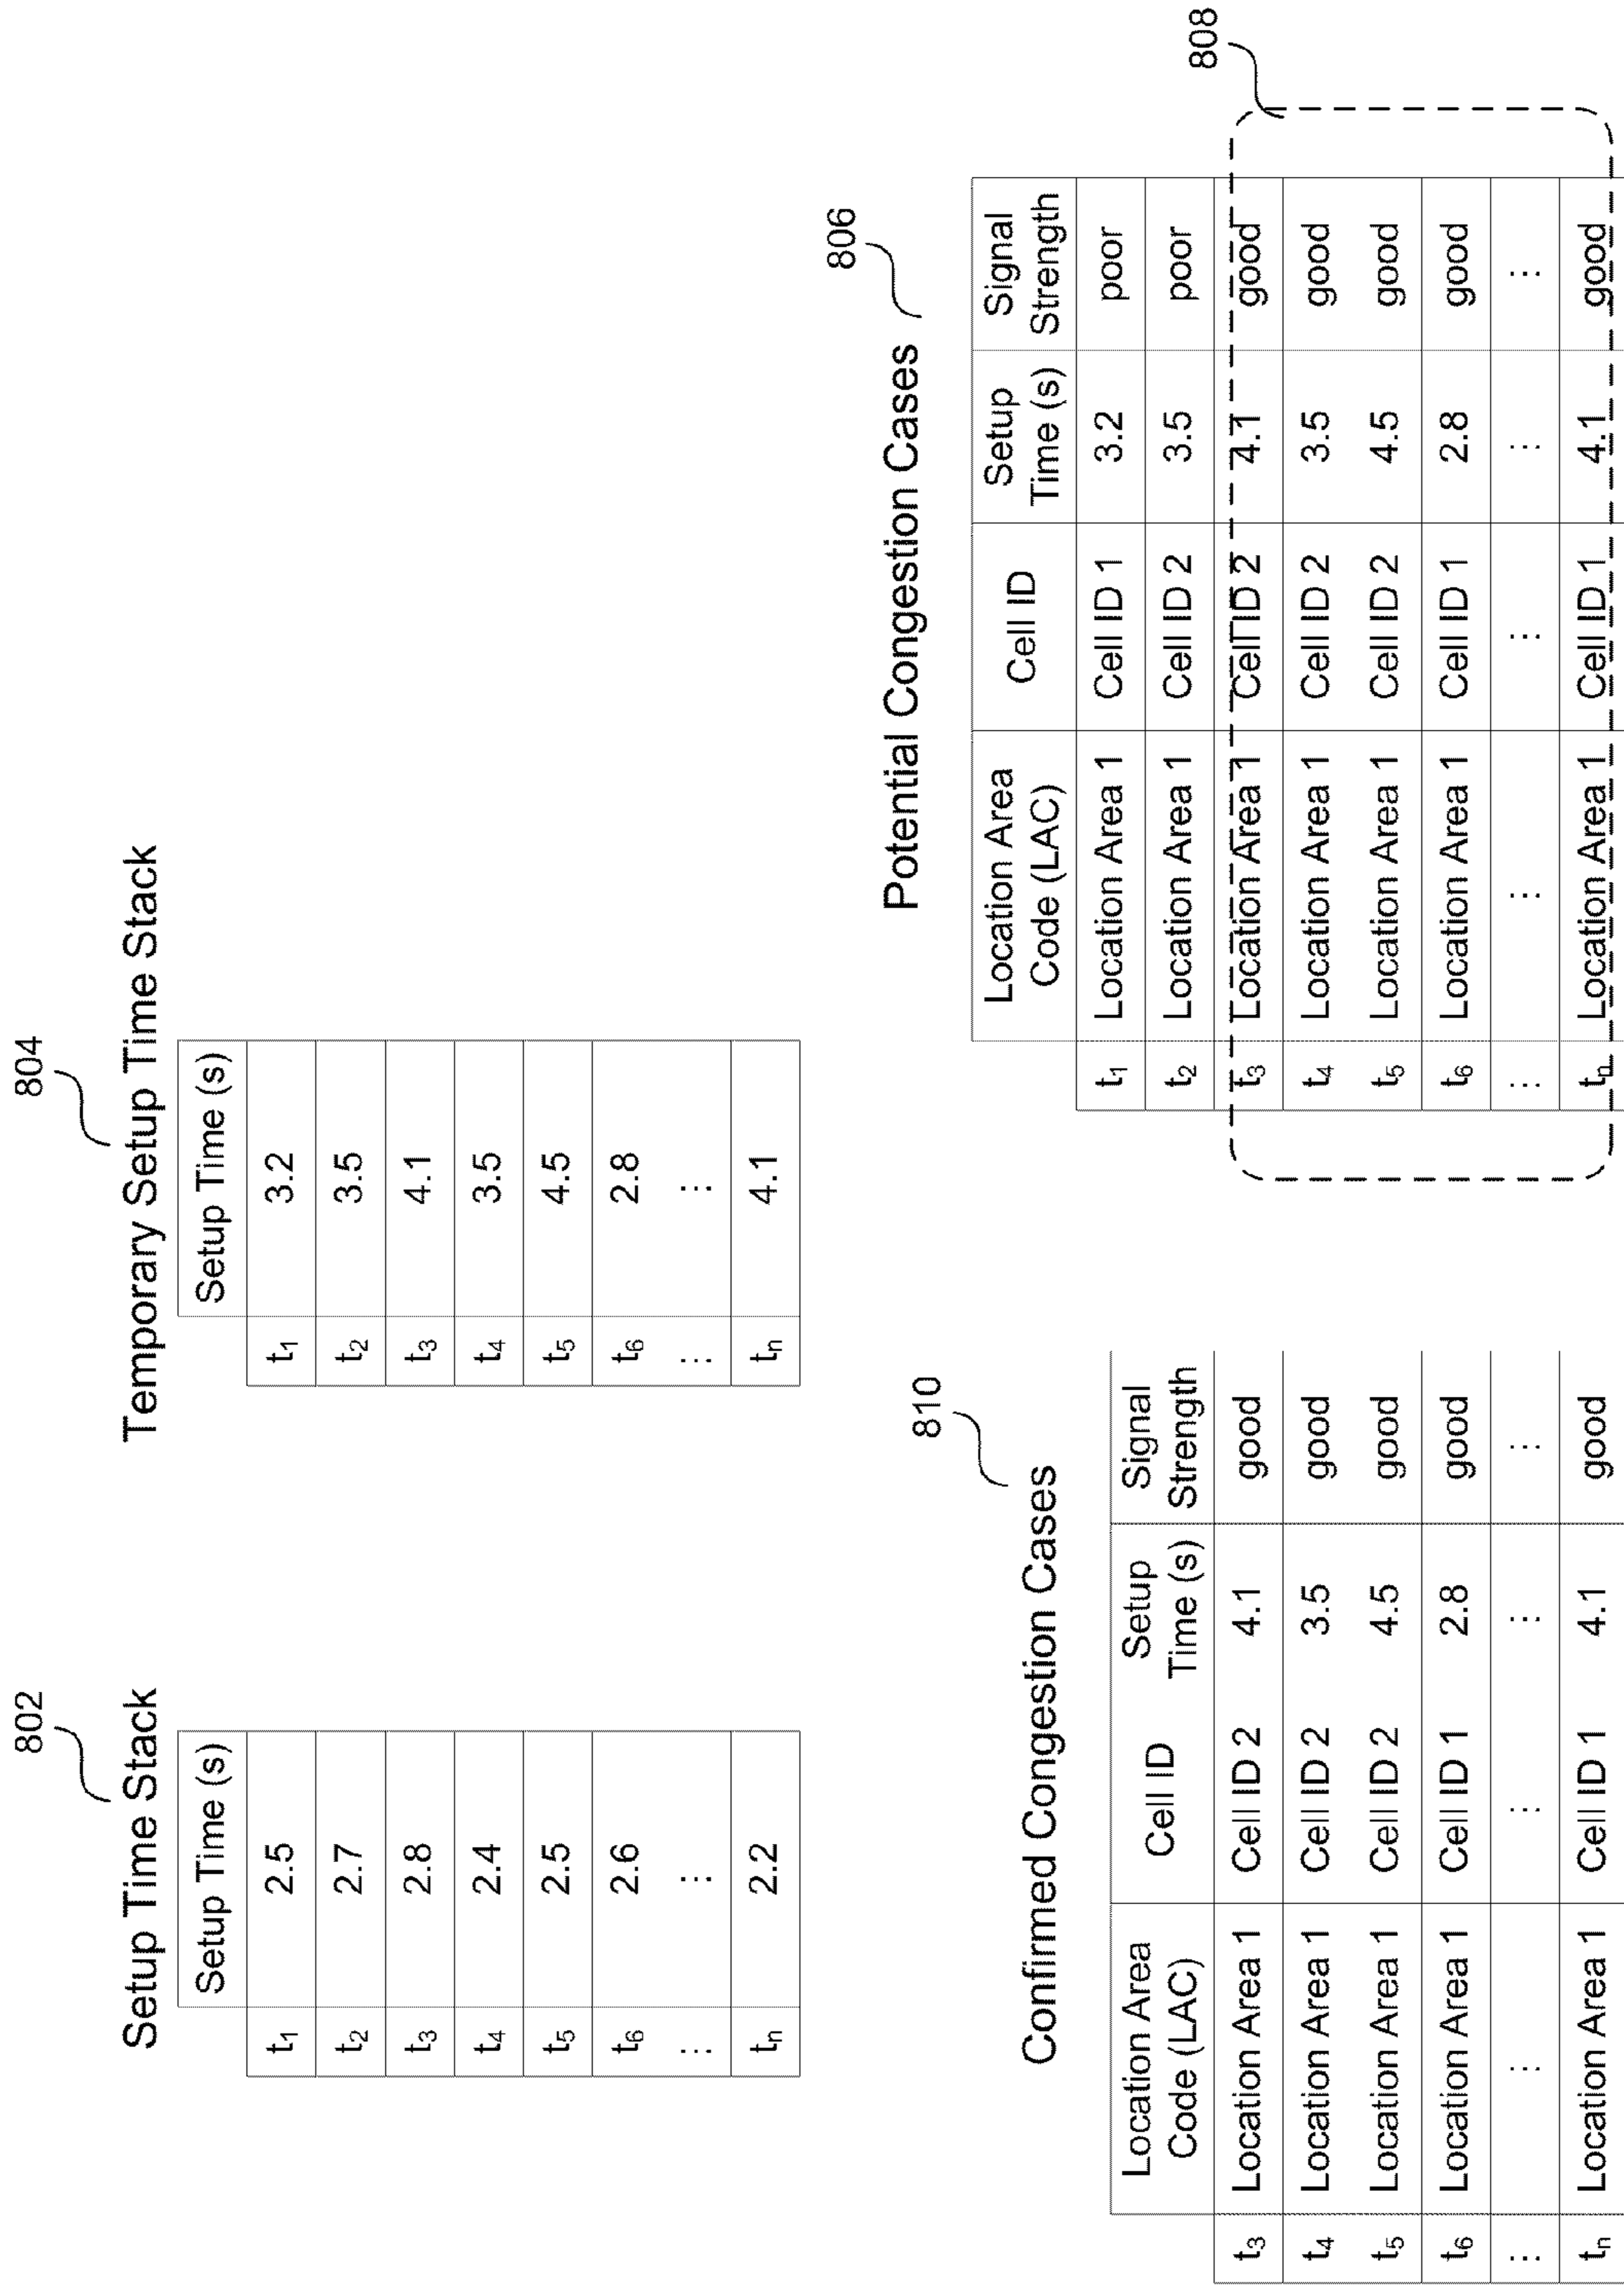 802
Setup Time Stack
Setup Time (s)
t1 2.5
t2 2.7
t3 2.8
t4 2.4
t5 2.5
t6 2.6
⋮ ⋮
tn 2.2
804
Temporary Setup Time Stack
Setup Time (s)
t1 3.2
t2 3.5
t3 4.1
t4 3.5
t5 4.5
t6 2.8
⋮ ⋮
tn 4.1
810
Confirmed Congestion Cases
Location Area Cell ID Setup Signal
Code (LAC) Time (s) Strength
t3 Location Area 1 Cell ID 2 4.1 good
t4 Location Area 1 Cell ID 2 3.5 good
t5 Location Area 1 Cell ID 2 4.5 good
t6 Location Area 1 Cell ID 1 2.8 good
⋮ ⋮ ⋮ ⋮ ⋮
tn Location Area 1 Cell ID 1 4.1 good
806
Potential Congestion Cases
Location Area Cell ID Setup Signal
Code (LAC) Time (s) Strength
t1 Location Area 1 Cell ID 1 3.2 poor
t2 Location Area 1 Cell ID 2 3.5 poor
t3 Location Area 1 Cell ID 2 4.1 good
t4 Location Area 1 Cell ID 2 3.5 good
t5 Location Area 1 Cell ID 2 4.5 good
t6 Location Area 1 Cell ID 1 2.8 good
⋮ ⋮ ⋮ ⋮ ⋮
tn Location Area 1 Cell ID 1 4.1 good
808